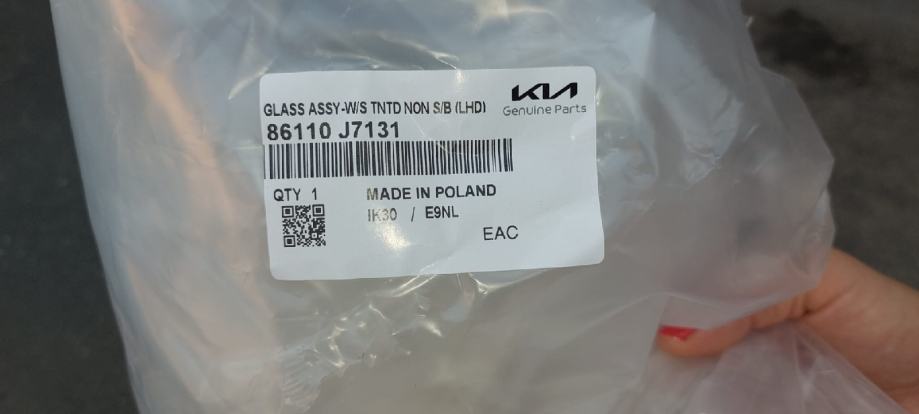 GLASS ASSY-W/S TNTD NON S/B (LHD)
KIA
Genuine Parts
86110 J7131
QTY 1
MADE IN POLAND
IK30 / E9NL
EAC